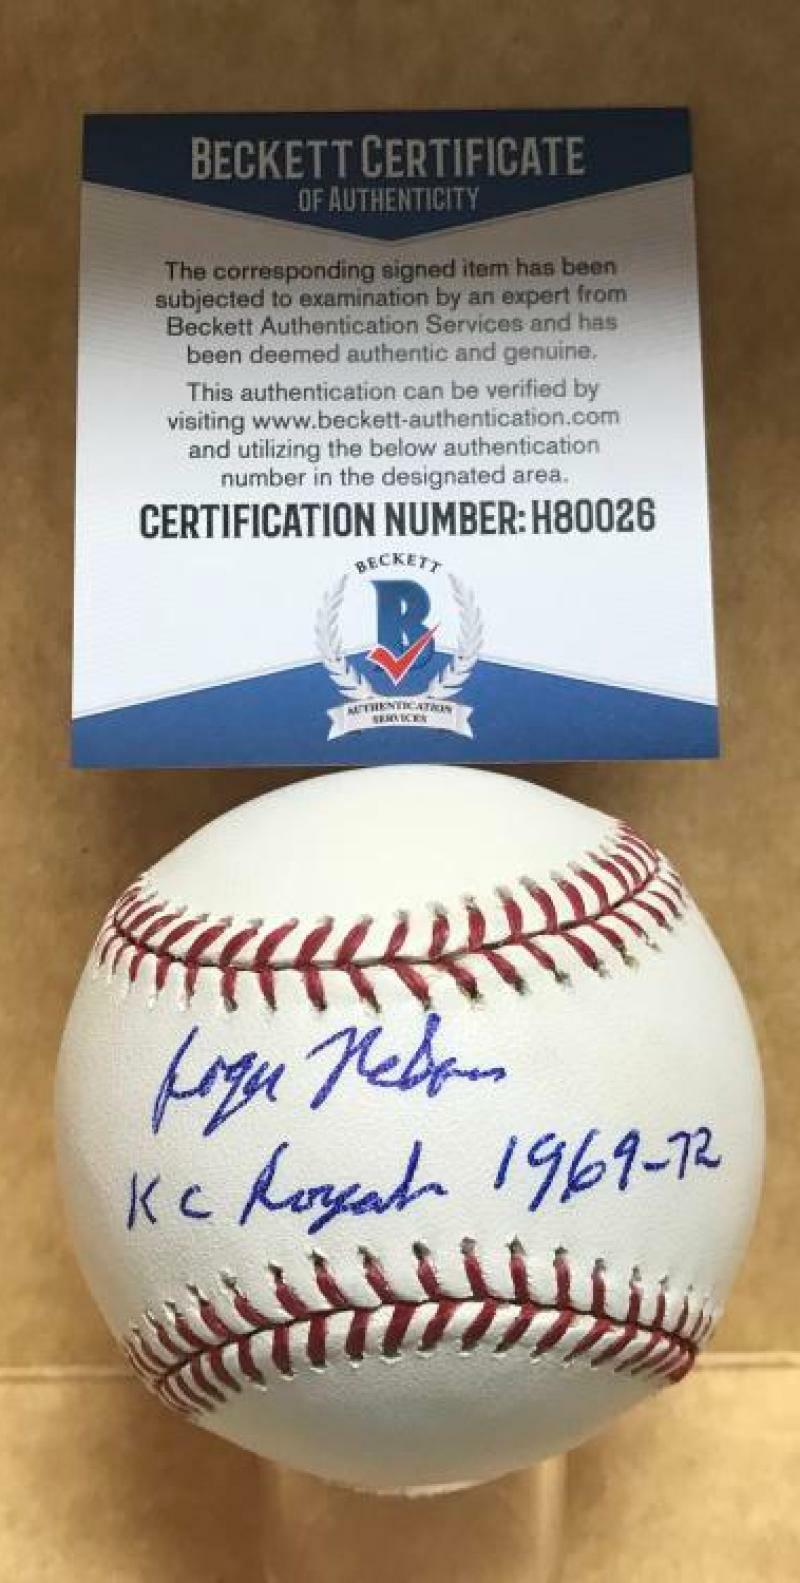 BECKETT CERTIFICATE
OF AUTHENTICITY
The corresponding signed item has been
subjected to examination by an expert from
Beckett Authentication Services and has
been deemed authentic and genuine.
This authentication can be verified by
visiting www.beckett-authentication.com
and utilizing the below authentication
number in the designated area.
CERTIFICATION NUMBER: H80026
BECKETT
B
AUTHENTICATION
SERVICES
Roger Nelson
KC Royals 1969-72